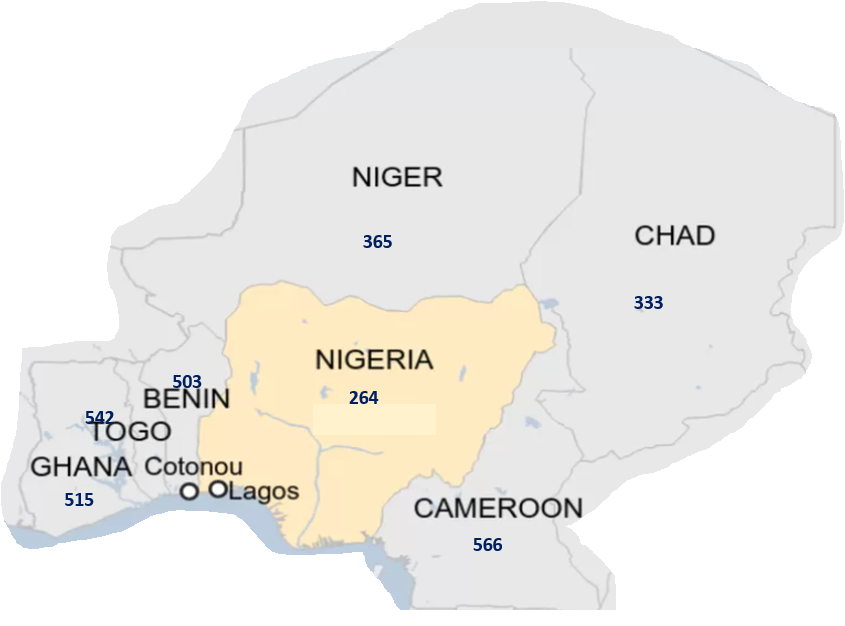 NIGER
365
CHAD
333
NIGERIA
264
503
BENIN
542
TOGO
GHANA
515
Cotonou
Lagos
CAMEROON
566